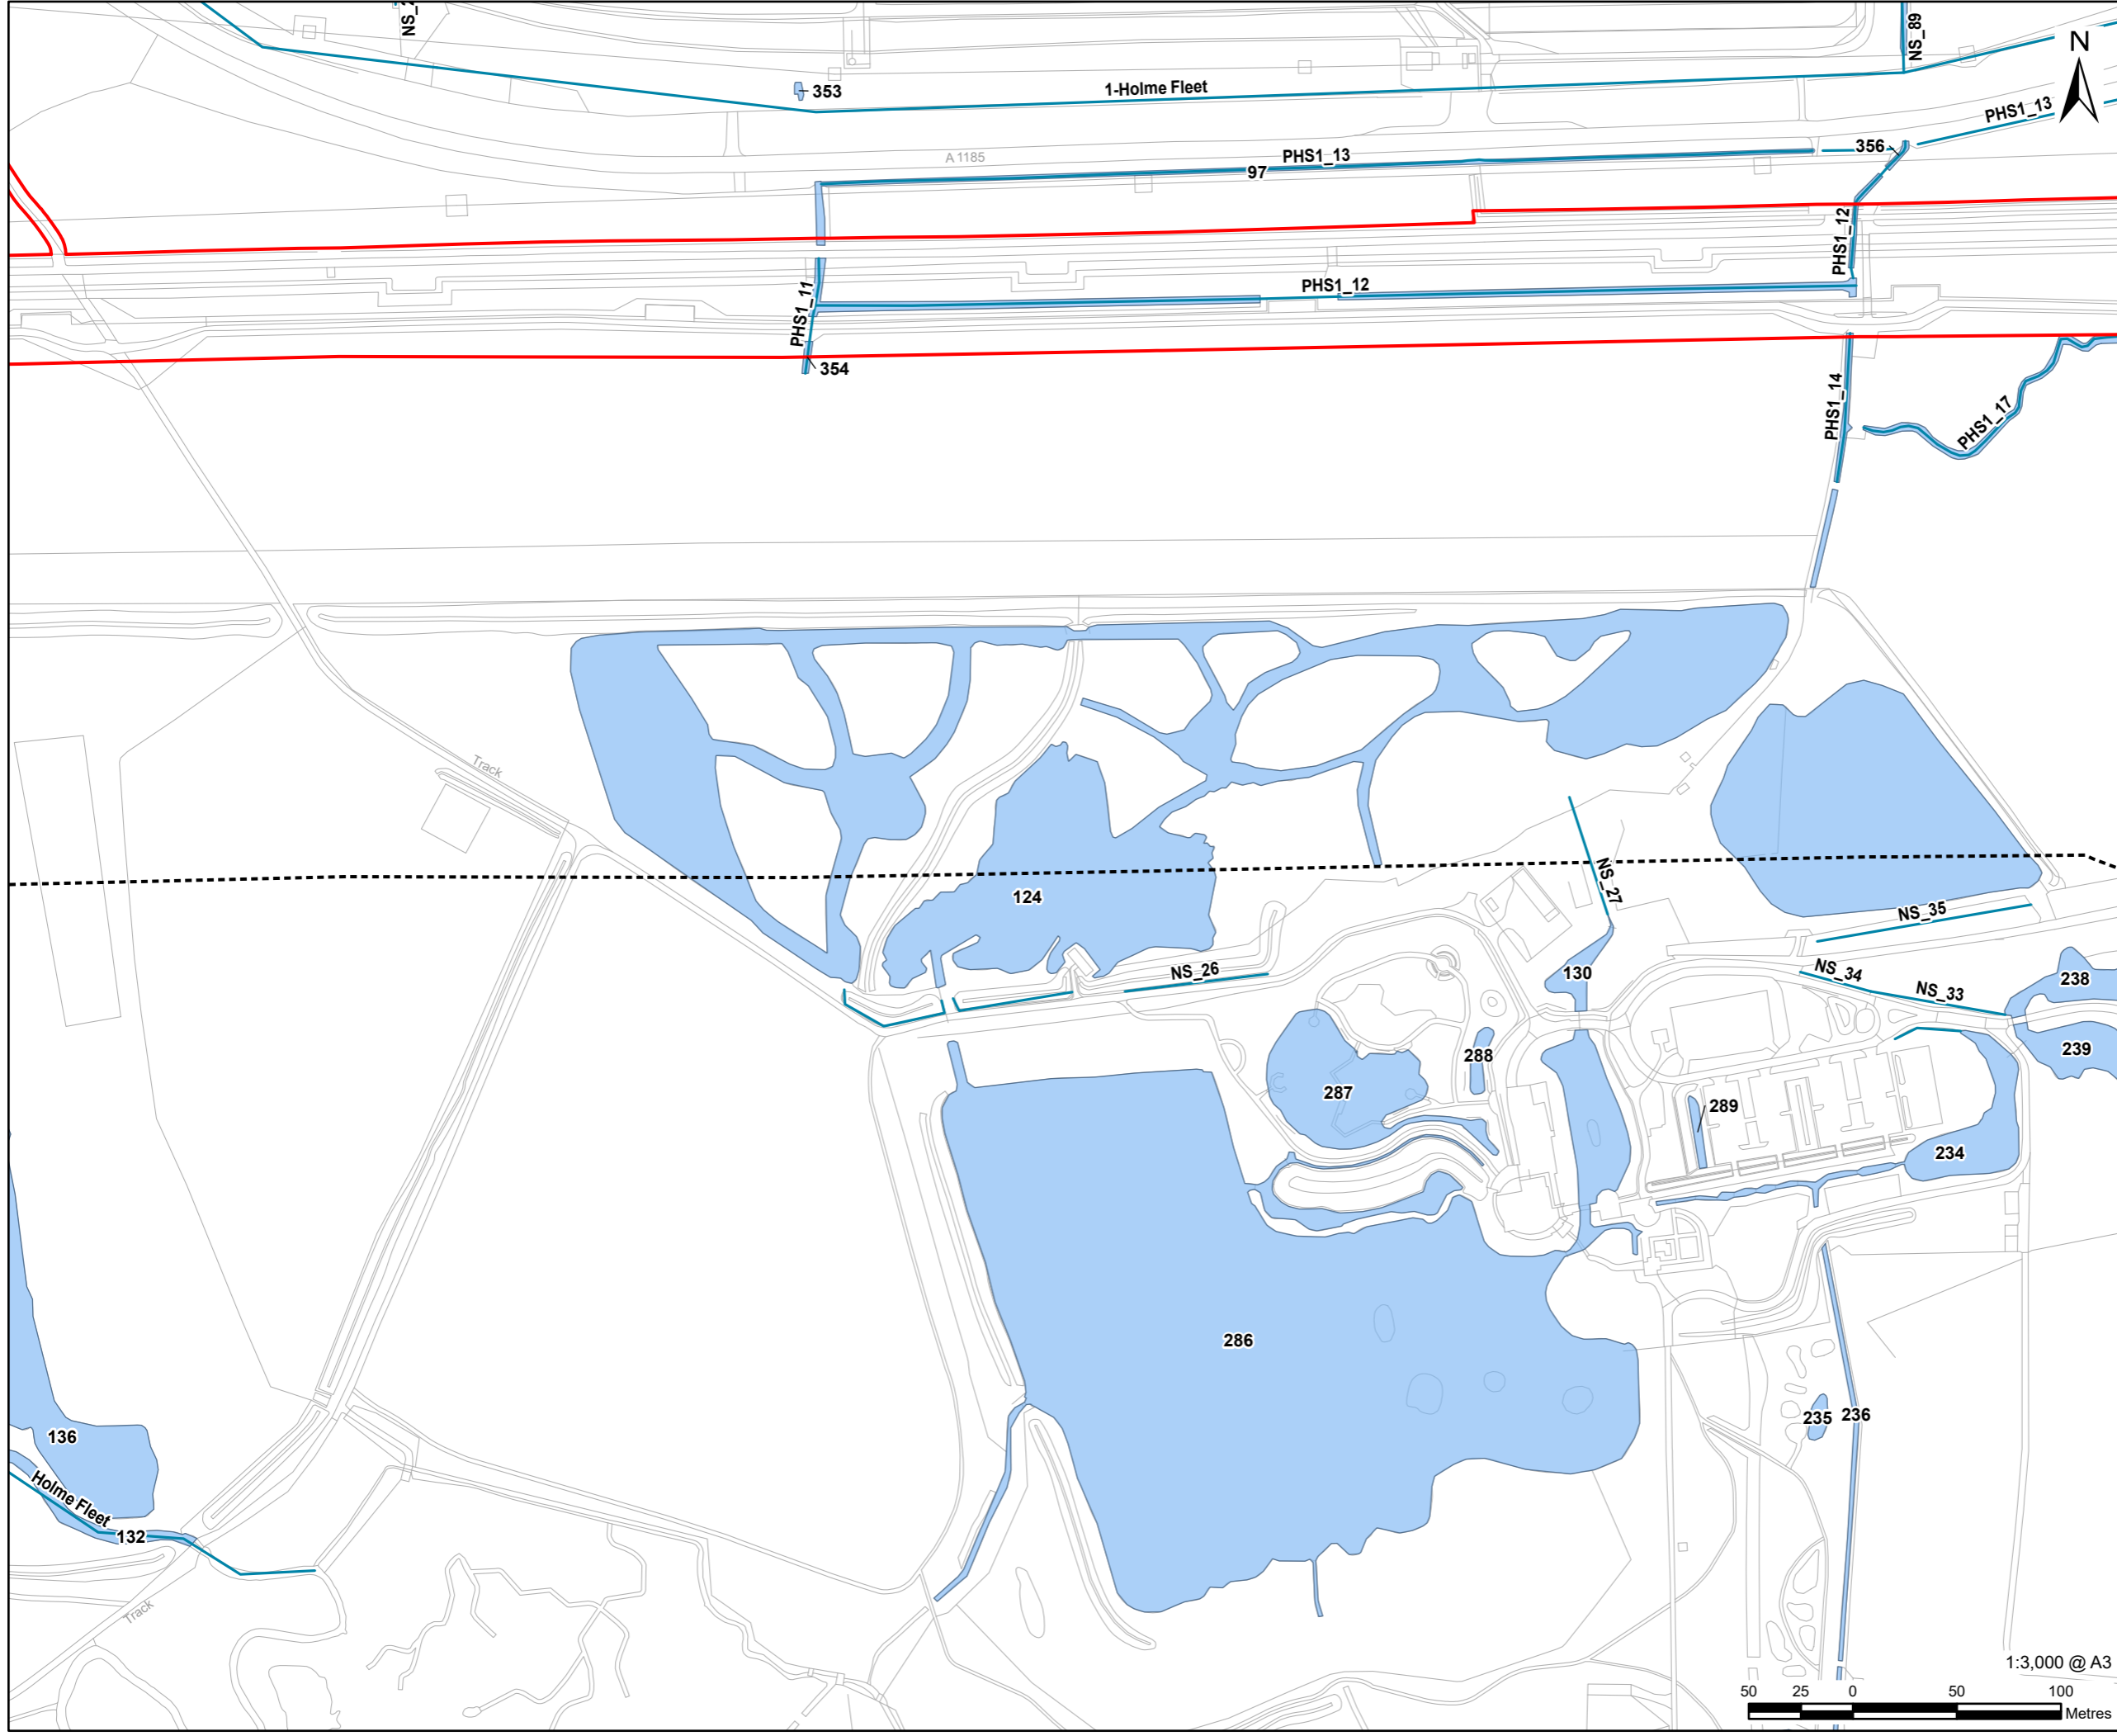 NS_89
N
353
1-Holme Fleet
PHS1_13
A 1185
PHS1_13
356
97
PHS1_12
PHS1_11
PHS1_12
354
PHS1_14
PHS1_17
Track
NS_27
124
NS_35
NS_26
130
NS_34
238
NS_33
288
239
287
289
234
286
235
236
136
Holme Fleet
132
Track
1:3,000 @ A3
50 25 0 50 100
Metres